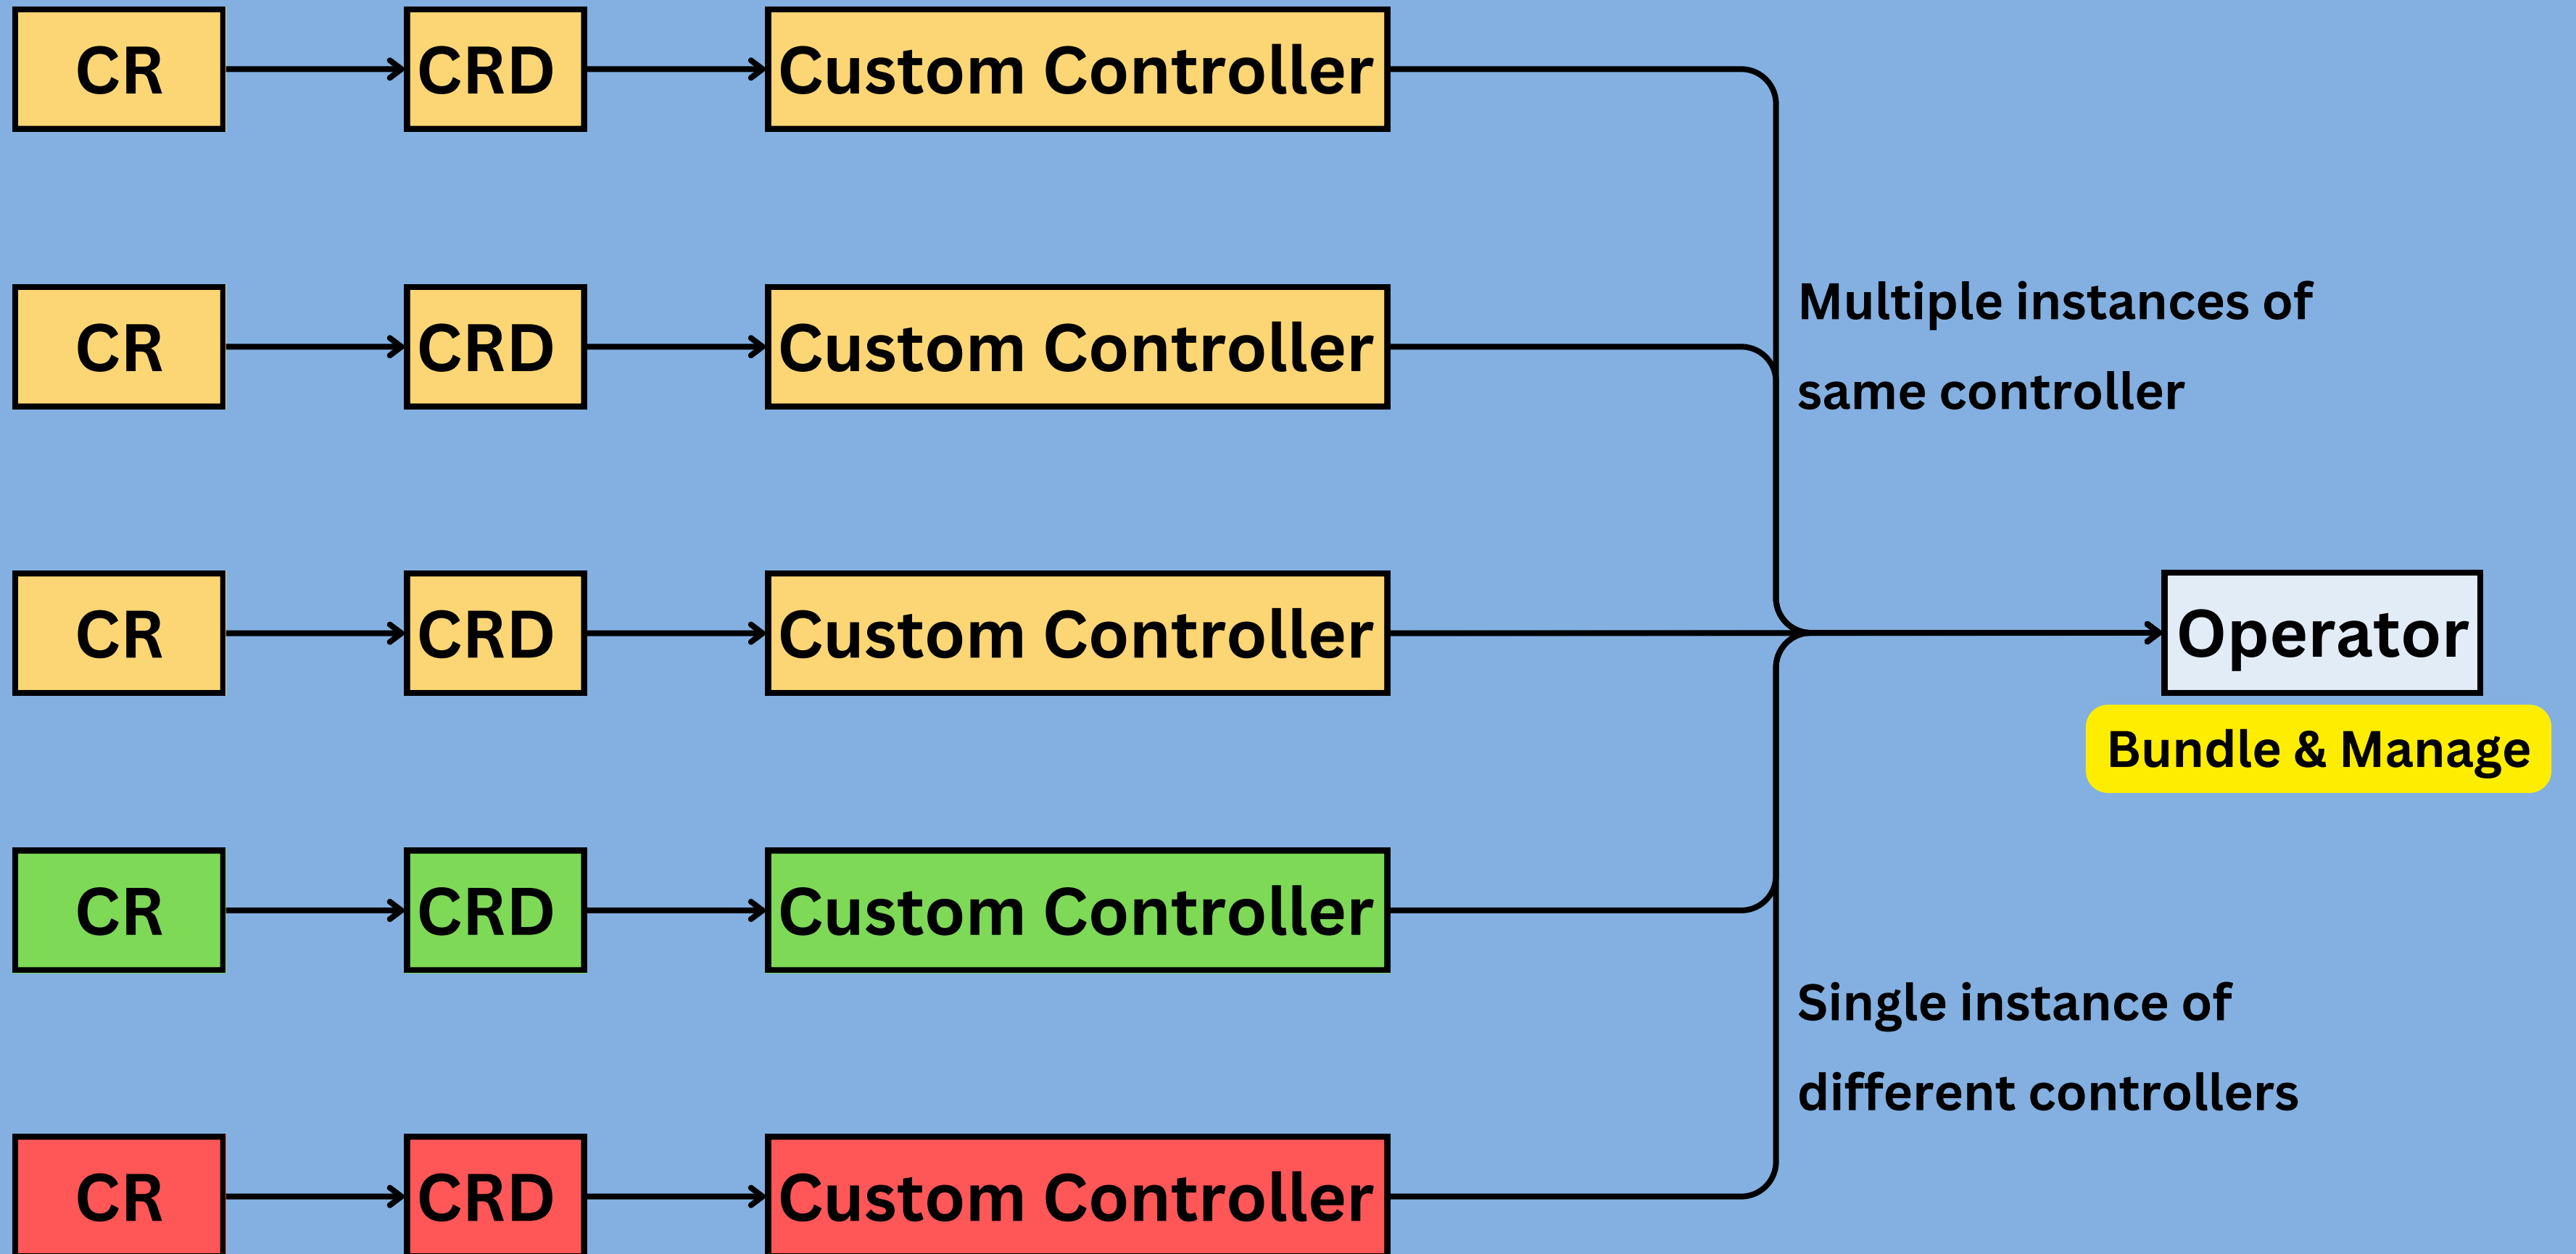 CR
CRD
Custom Controller
CR
CRD
Custom Controller
Multiple instances of
same controller
CR
CRD
Custom Controller
Operator
Bundle & Manage
CR
CRD
Custom Controller
Single instance of
different controllers
CR
CRD
Custom Controller